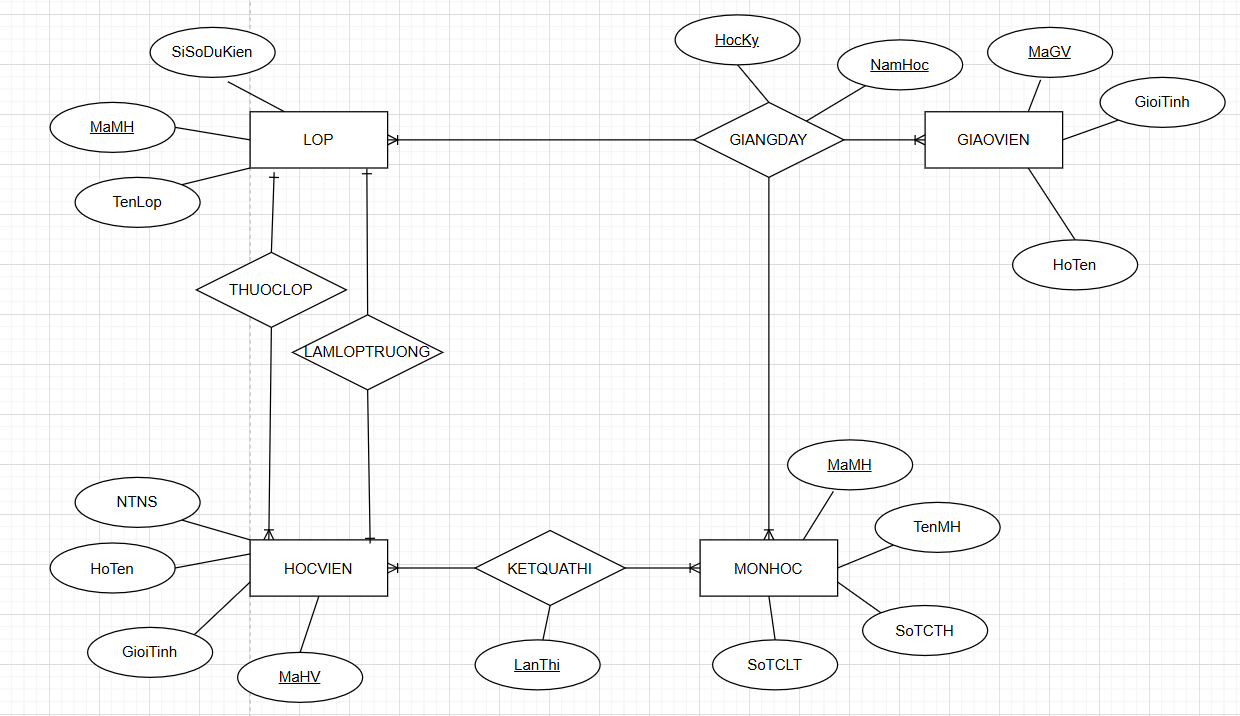 HocKy
SiSoDuKien
NamHoc
MaGV
GioiTinh
MaMH
LOP
GIANGDAY
GIAOVIEN
TenLop
HoTen
THUOCLOP
LAMLOPTRUONG
MaMH
NTNS
TenMH
HoTen
HOCVIEN
KETQUATHI
MONHOC
SoTCTH
GioiTinh
MaHV
LanThi
SoTCLT